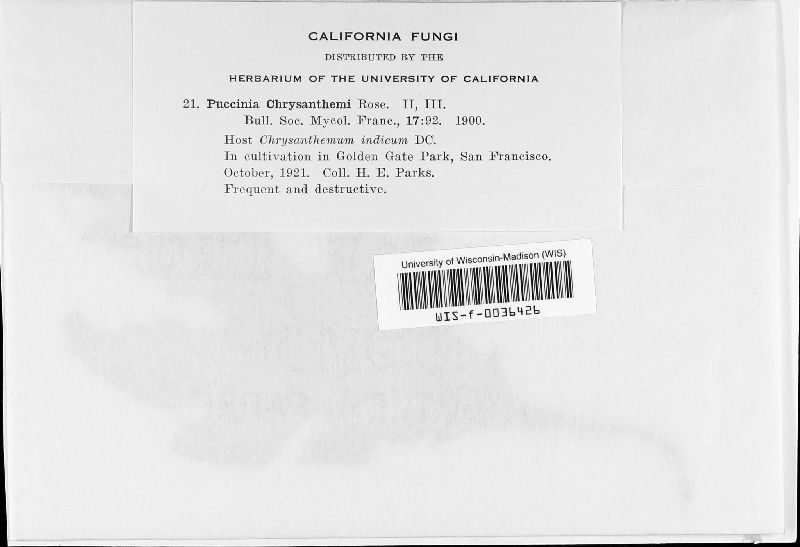 CALIFORNIA FUNGI
DISTRIBUTED BY THE
HERBARIUM OF THE UNIVERSITY OF CALIFORNIA
21. Puccinia Chrysanthemi Roze. II, III.
Bull. Soc. Mycol. Franc., 17:92. 1900.
Host Chrysanthemum indicum DC.
In cultivation in Golden Gate Park, San Francisco.
October, 1921. Coll. H. E. Parks.
Frequent and destructive.
University of Wisconsin-Madison (WIS)
WIS-f-0036426